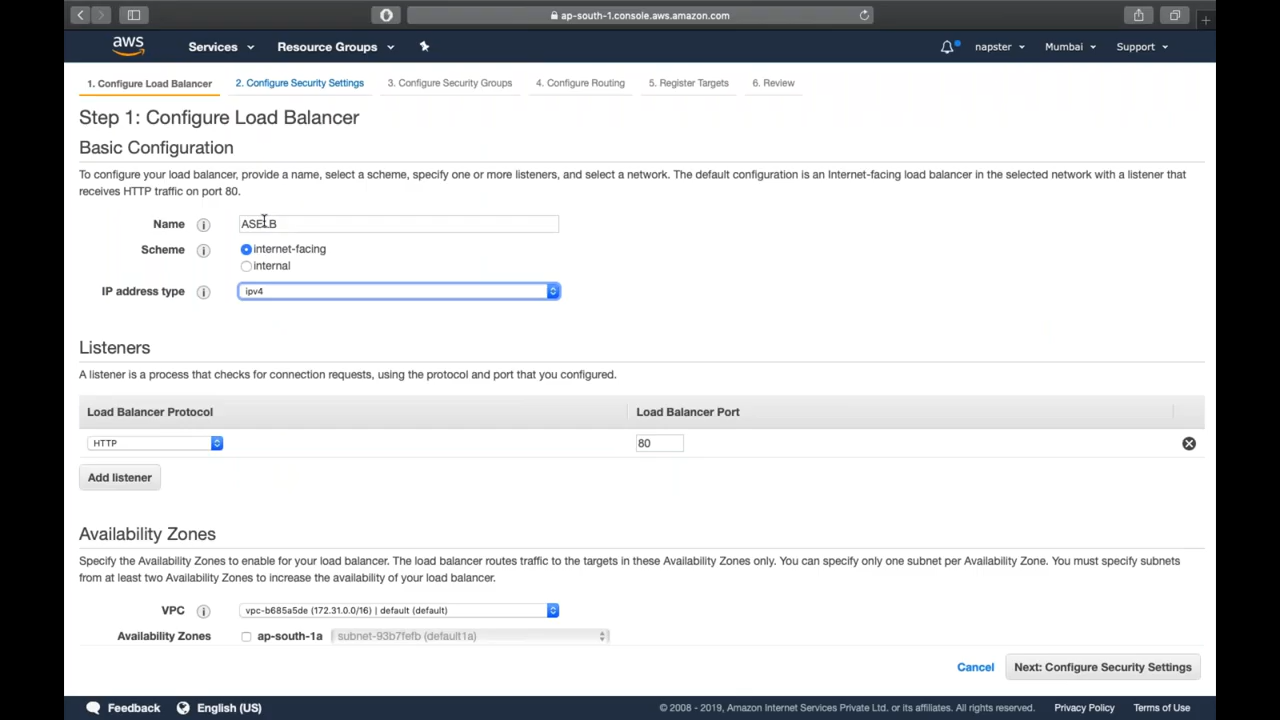 ap-south-1.console.aws.amazon.com
aws Services Resource Groups napster Mumbai Support
1. Configure Load Balancer 2. Configure Security Settings 3. Configure Security Groups 4. Configure Routing 5. Register Targets 6. Review
Step 1: Configure Load Balancer
Basic Configuration
To configure your load balancer, provide a name, select a scheme, specify one or more listeners, and select a network. The default configuration is an Internet-facing load balancer in the selected network with a listener that
receives HTTP traffic on port 80.
Name i ASELB
Scheme i internet-facing
internal
IP address type i ipv4
Listeners
A listener is a process that checks for connection requests, using the protocol and port that you configured.
Load Balancer Protocol Load Balancer Port
HTTP 80
Add listener
Availability Zones
Specify the Availability Zones to enable for your load balancer. The load balancer routes traffic to the targets in these Availability Zones only. You can specify only one subnet per Availability Zone. You must specify subnets
from at least two Availability Zones to increase the availability of your load balancer.
VPC i vpc-b685a5de (172.31.0.0/16) | default (default)
Availability Zones ap-south-1a subnet-93b7fefb (default1a)
Cancel Next: Configure Security Settings
Feedback English (US) © 2008 - 2019, Amazon Internet Services Private Ltd. or its affiliates. All rights reserved. Privacy Policy Terms of Use